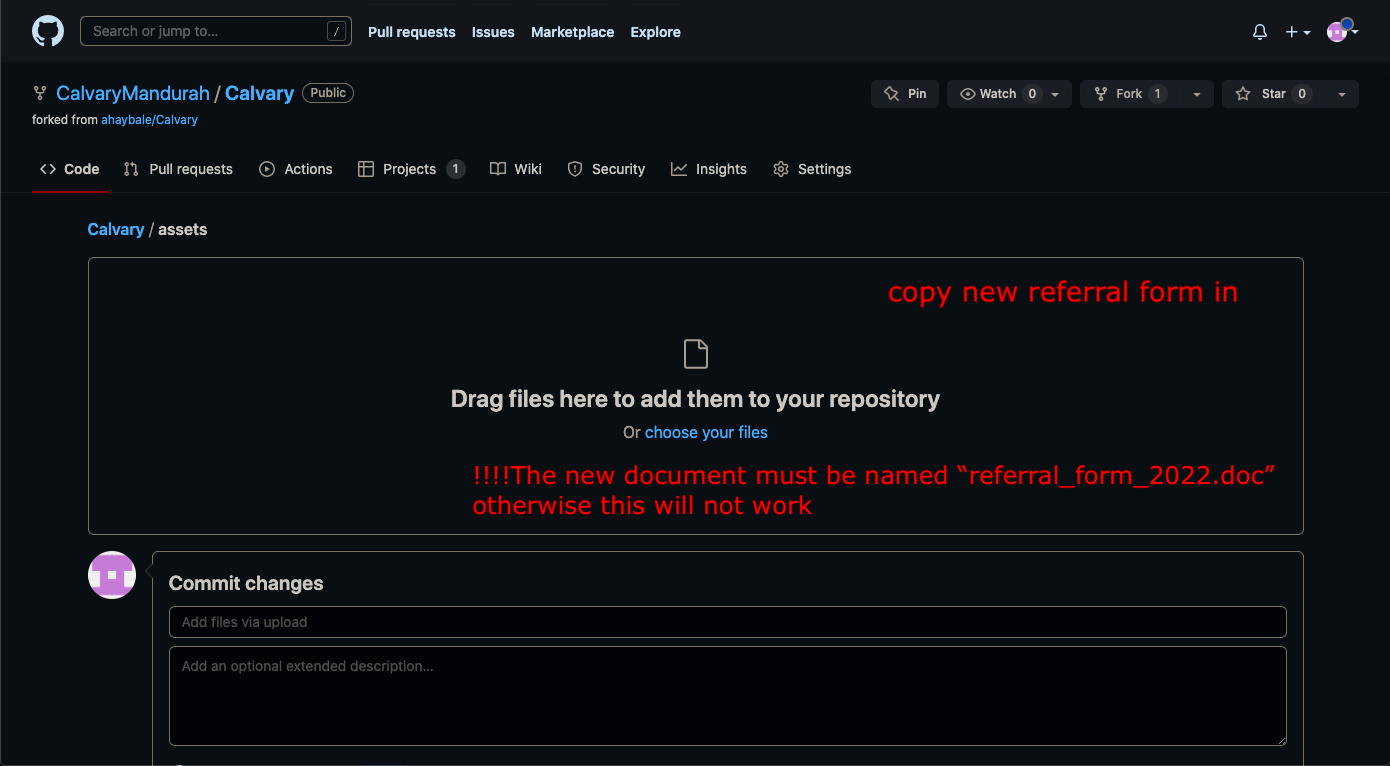 Search or jump to... /
Pull requests Issues Marketplace Explore
CalvaryMandurah / Calvary Public
forked from ahaybale/Calvary
Pin Watch 0 Fork 1 Star 0
Code Pull requests Actions Projects 1 Wiki Security Insights Settings
Calvary / assets
copy new referral form in
Drag files here to add them to your repository
Or choose your files
!!!!The new document must be named “referral_form_2022.doc”
otherwise this will not work
Commit changes
Add files via upload
Add an optional extended description...